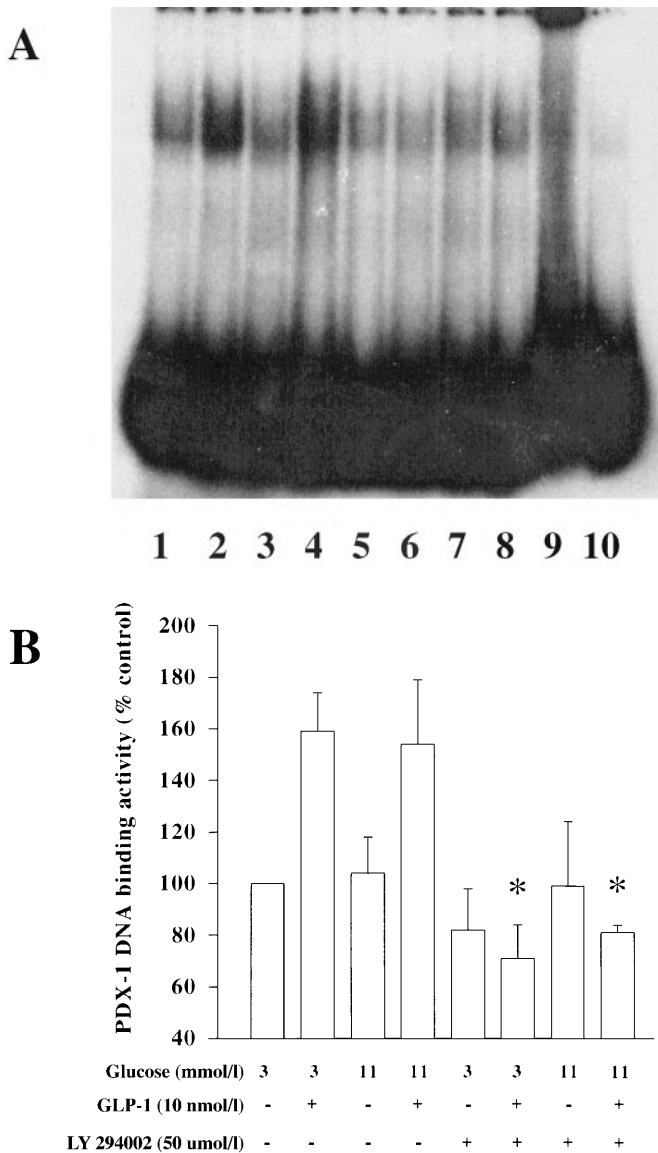 A
1 2 3 4 5 6 7 8 9 10
B
PDX-1 DNA binding activity (% control)
200
180
160
140
120
100
80
60
40
* *
Glucose (mmol/l) 3 3 11 11 3 3 11 11
GLP-1 (10 nmol/l) - + - + - + - +
LY 294002 (50 umol/l) - - - - + + + +